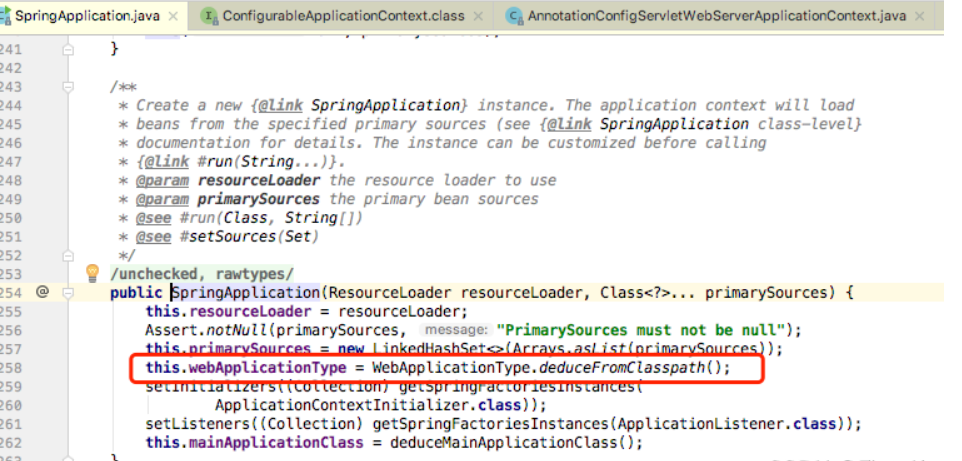 SpringApplication.java × ConfigurableApplicationContext.class × AnnotationConfigServletWebServerApplicationContext.java ×
241 }
242
243 /**
244 * Create a new {@link SpringApplication} instance. The application context will load
245 * beans from the specified primary sources (see {@link SpringApplication class-level}
246 * documentation for details. The instance can be customized before calling
247 * {@link #run(String...)}.
248 * @param resourceLoader the resource loader to use
249 * @param primarySources the primary bean sources
250 * @see #run(Class, String[])
251 * @see #setSources(Set)
252 */
253 /unchecked, rawtypes/
254 @ public SpringApplication(ResourceLoader resourceLoader, Class<?>... primarySources) {
255 this.resourceLoader = resourceLoader;
256 Assert.notNull(primarySources, message: "PrimarySources must not be null");
257 this.primarySources = new LinkedHashSet<>(Arrays.asList(primarySources));
258 this.webApplicationType = WebApplicationType.deduceFromClasspath();
259 setInitializers((Collection) getSpringFactoriesInstances(
260 ApplicationContextInitializer.class));
261 setListeners((Collection) getSpringFactoriesInstances(ApplicationListener.class));
262 this.mainApplicationClass = deduceMainApplicationClass();
263 }